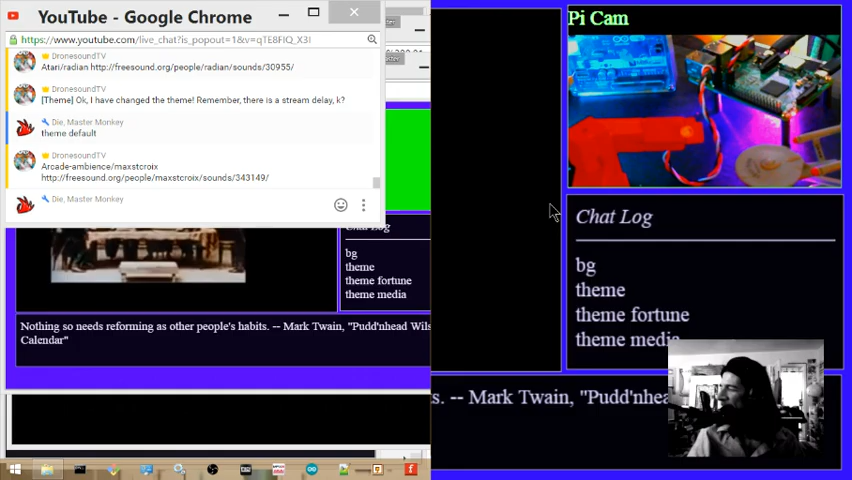 YouTube - Google Chrome
https://www.youtube.com/live_chat?is_popout=1&v=qTE8FIQ_X3I
DronesoundTV
Atari/radian http://freesound.org/people/radian/sounds/30955/
DronesoundTV
[Theme] Ok, I have changed the theme! Remember, there is a stream delay, k?
Die, Master Monkey
theme default
DronesoundTV
Arcade-ambience/maxstcroix
http://freesound.org/people/maxstcroix/sounds/343149/
Die, Master Monkey
Chat Log
bg
theme
theme fortune
theme media
Nothing so needs reforming as other people's habits. -- Mark Twain, "Pudd'nhead Wils
Calendar"
Pi Cam
Chat Log
bg
theme
theme fortune
theme media
s. -- Mark Twain, "Pudd'nhea